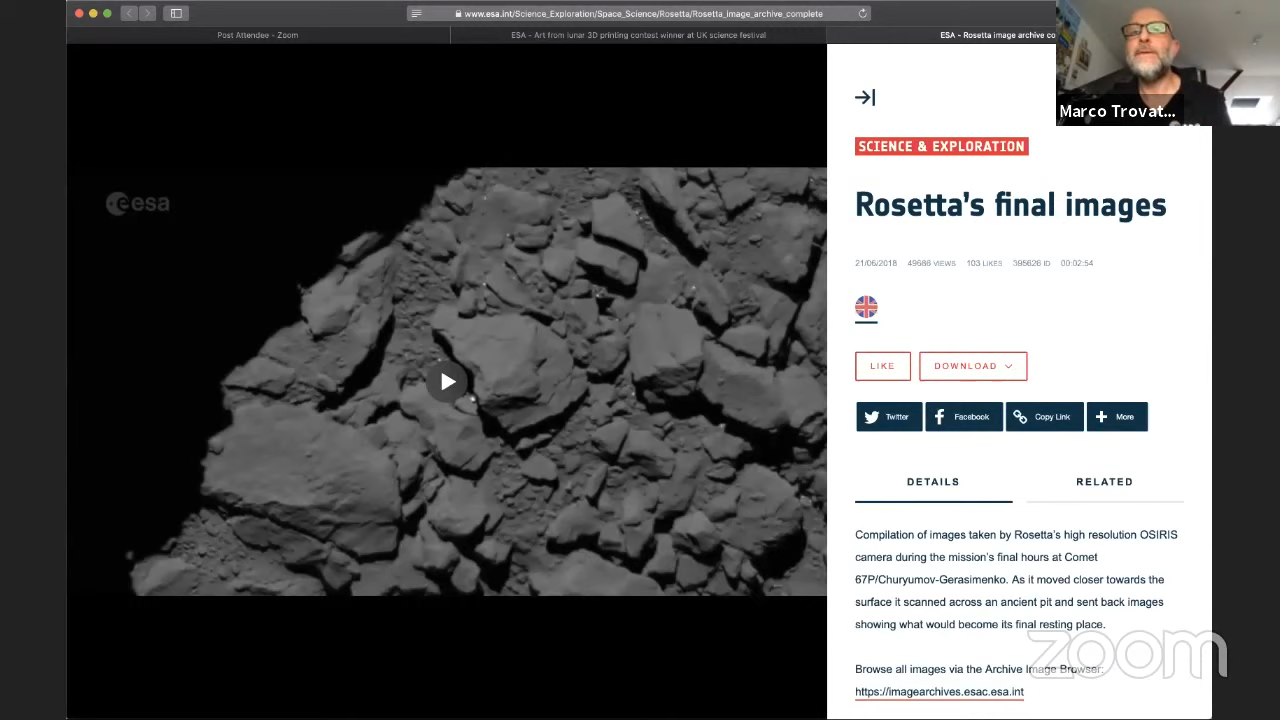 www.esa.int/Science_Exploration/Space_Science/Rosetta/Rosetta_image_archive_complete
Post Attendee - Zoom
ESA - Art from lunar 3D printing contest winner at UK science festival
ESA - Rosetta image archive co
Marco Trovat...
esa
SCIENCE & EXPLORATION
Rosetta's final images
21/06/2018 49686 VIEWS 103 LIKES 395626 ID 00:02:54
LIKE
DOWNLOAD
Twitter
Facebook
Copy Link
More
DETAILS
RELATED
Compilation of images taken by Rosetta's high resolution OSIRIS
camera during the mission's final hours at Comet
67P/Churyumov-Gerasimenko. As it moved closer towards the
surface it scanned across an ancient pit and sent back images
showing what would become its final resting place.
zoom
Browse all images via the Archive Image Browser:
https://imagearchives.esac.esa.int